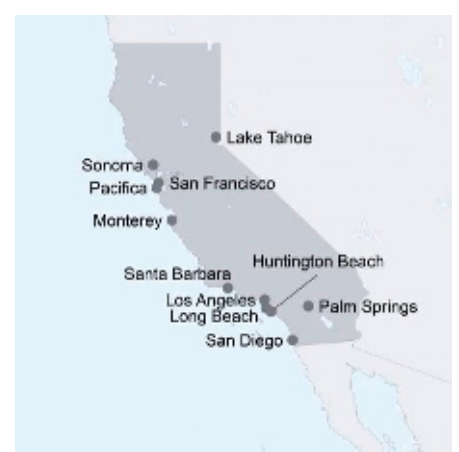 Lake Tahoe
Sonoma
San Francisco
Pacifica
Monterey
Huntington Beach
Santa Barbara
Los Angeles
Long Beach
Palm Springs
San Diego